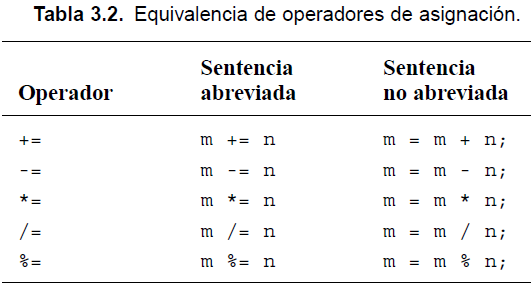 Tabla 3.2. Equivalencia de operadores de asignación.
Operador Sentencia abreviada Sentencia no abreviada
+= m += n m = m + n;
-= m -= n m = m - n;
*= m *= n m = m * n;
/= m /= n m = m / n;
%= m %= n m = m % n;